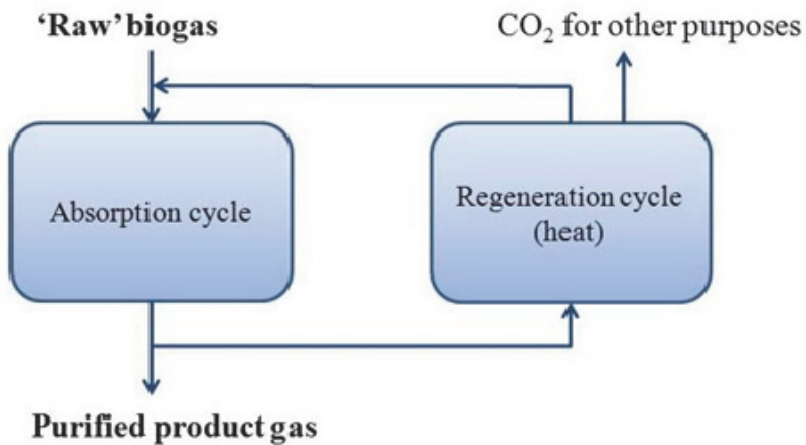 ‘Raw’ biogas
CO₂ for other purposes
Absorption cycle
Regeneration cycle
(heat)
Purified product gas